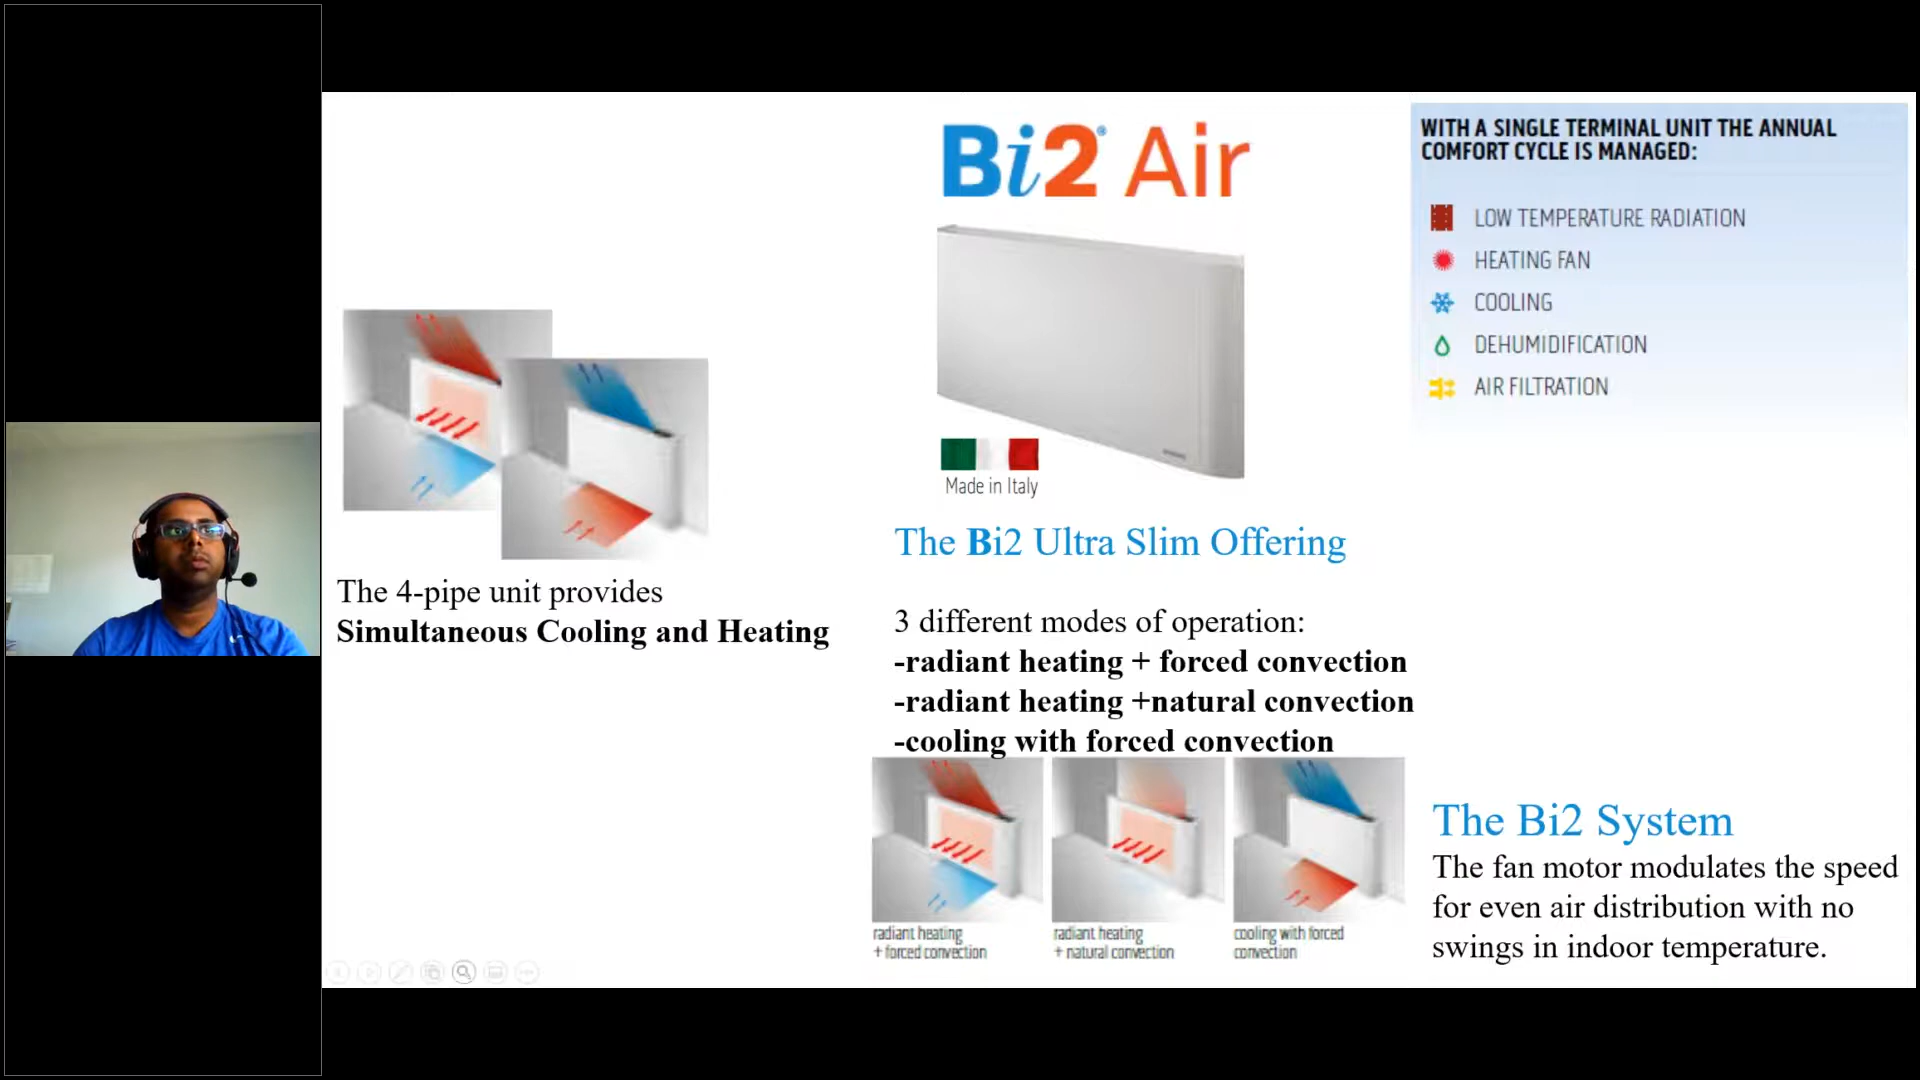 Bi2® Air
WITH A SINGLE TERMINAL UNIT THE ANNUAL
COMFORT CYCLE IS MANAGED:
LOW TEMPERATURE RADIATION
HEATING FAN
COOLING
DEHUMIDIFICATION
AIR FILTRATION
Made in Italy
The 4-pipe unit provides
Simultaneous Cooling and Heating
The Bi2 Ultra Slim Offering
3 different modes of operation:
-radiant heating + forced convection
-radiant heating +natural convection
-cooling with forced convection
radiant heating
+ forced convection
radiant heating
+ natural convection
cooling with forced
convection
The Bi2 System
The fan motor modulates the speed
for even air distribution with no
swings in indoor temperature.